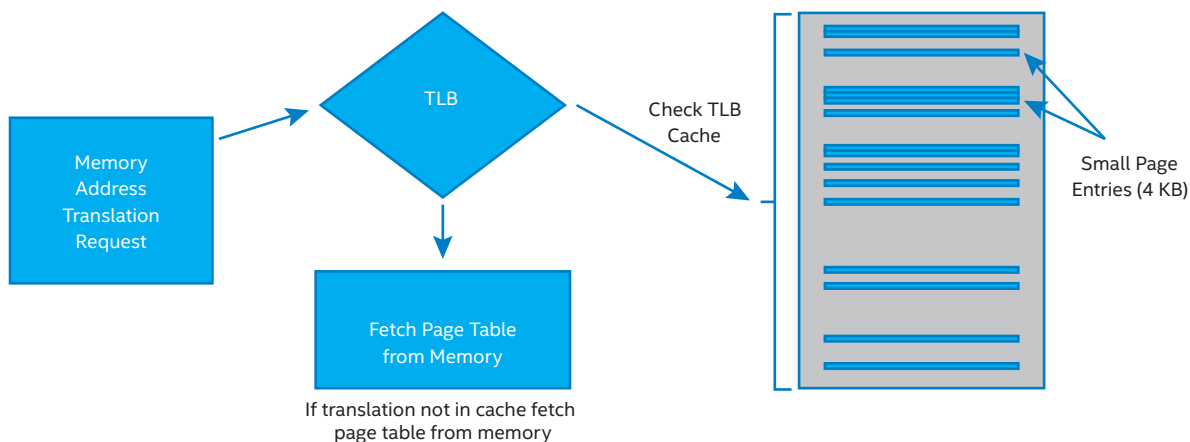 Memory
Address
Translation
Request
TLB
Fetch Page Table
from Memory
If translation not in cache fetch
page table from memory
Check TLB
Cache
Small Page
Entries (4 KB)